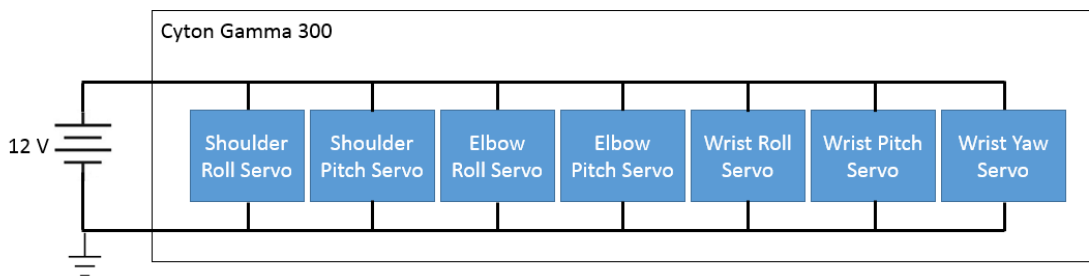 Cyton Gamma 300
12 V
Shoulder
Roll Servo
Shoulder
Pitch Servo
Elbow
Roll Servo
Elbow
Pitch Servo
Wrist Roll
Servo
Wrist Pitch
Servo
Wrist Yaw
Servo